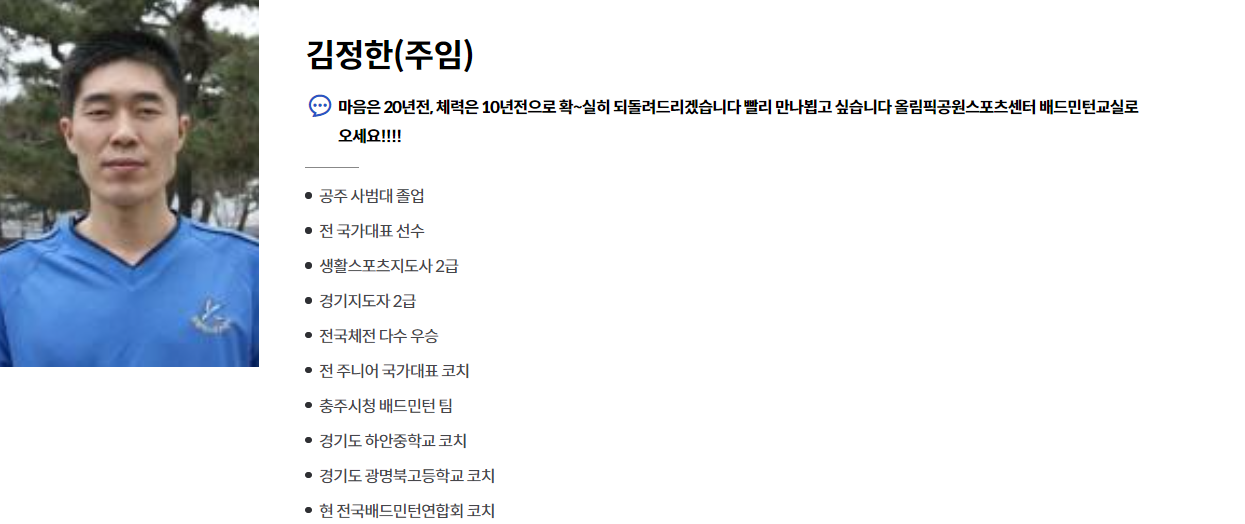 김정한(주임)
마음은 20년전, 체력은 10년전으로 확~실히 되돌려드리겠습니다 빨리 만나뵙고 싶습니다 올림픽공원스포츠센터 배드민턴교실로
오세요!!!!
공주 사범대 졸업
전 국가대표 선수
생활스포츠지도사 2급
경기지도자 2급
전국체전 다수 우승
전 주니어 국가대표 코치
충주시청 배드민턴 팀
경기도 하안중학교 코치
경기도 광명북고등학교 코치
현 전국배드민턴연합회 코치